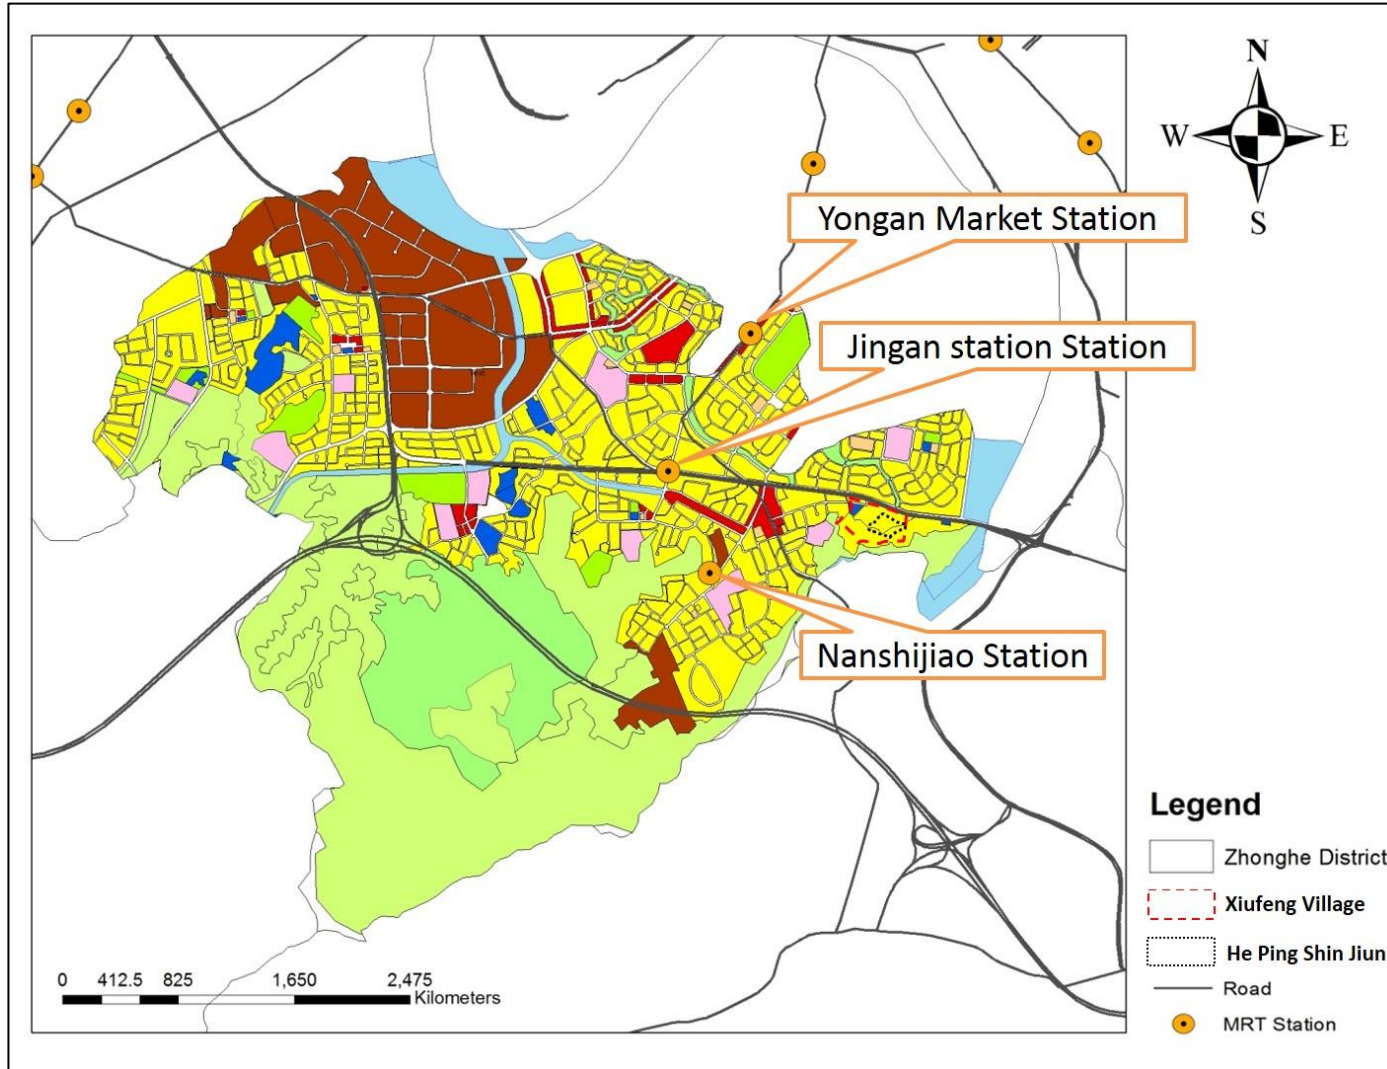 N
W E
S
Yongan Market Station
Jingan station Station
Nanshijiao Station
Legend
Zhonghe District
Xiufeng Village
He Ping Shin Jiun
Road
MRT Station
0 412.5 825 1,650 2,475
Kilometers